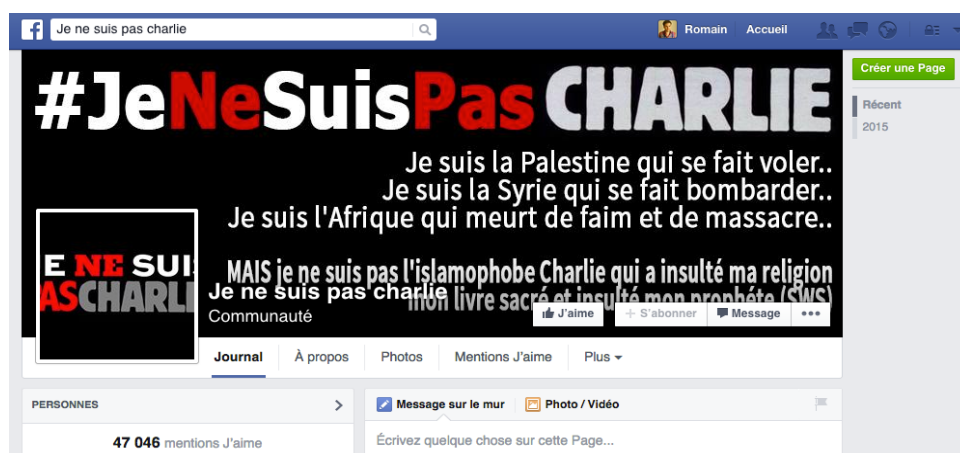 Je ne suis pas charlie
Romain Accueil
#JeNeSuisPas CHARLIE
Je suis la Palestine qui se fait voler..
Je suis la Syrie qui se fait bombarder..
Je suis l'Afrique qui meurt de faim et de massacre..
MAIS je ne suis pas l'islamophobe Charlie qui a insulté ma religion
mon livre sacré et insulté mon prophéte (SWS)
E NE SUI
PASCHARLI
Je ne suis pas charlie
Communauté
J'aime + S'abonner Message •••
Créer une Page
Récent
2015
Journal À propos Photos Mentions J'aime Plus
PERSONNES >
47 046 mentions J'aime
Message sur le mur Photo / Vidéo
Écrivez quelque chose sur cette Page...